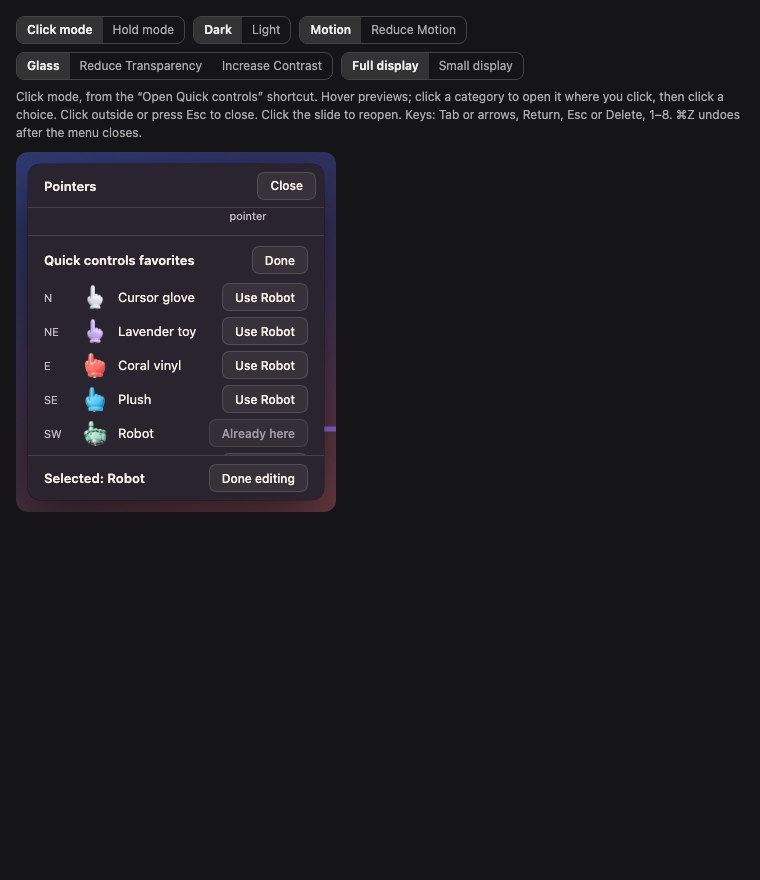 Click mode Hold mode Dark Light Motion Reduce Motion
Glass Reduce Transparency Increase Contrast Full display Small display
Click mode, from the “Open Quick controls” shortcut. Hover previews; click a category to open it where you click, then click a
choice. Click outside or press Esc to close. Click the slide to reopen. Keys: Tab or arrows, Return, Esc or Delete, 1–8. ⌘Z undoes
after the menu closes.
Pointers Close
pointer
Quick controls favorites Done
N Cursor glove Use Robot
NE Lavender toy Use Robot
E Coral vinyl Use Robot
SE Plush Use Robot
SW Robot Already here
Selected: Robot Done editing